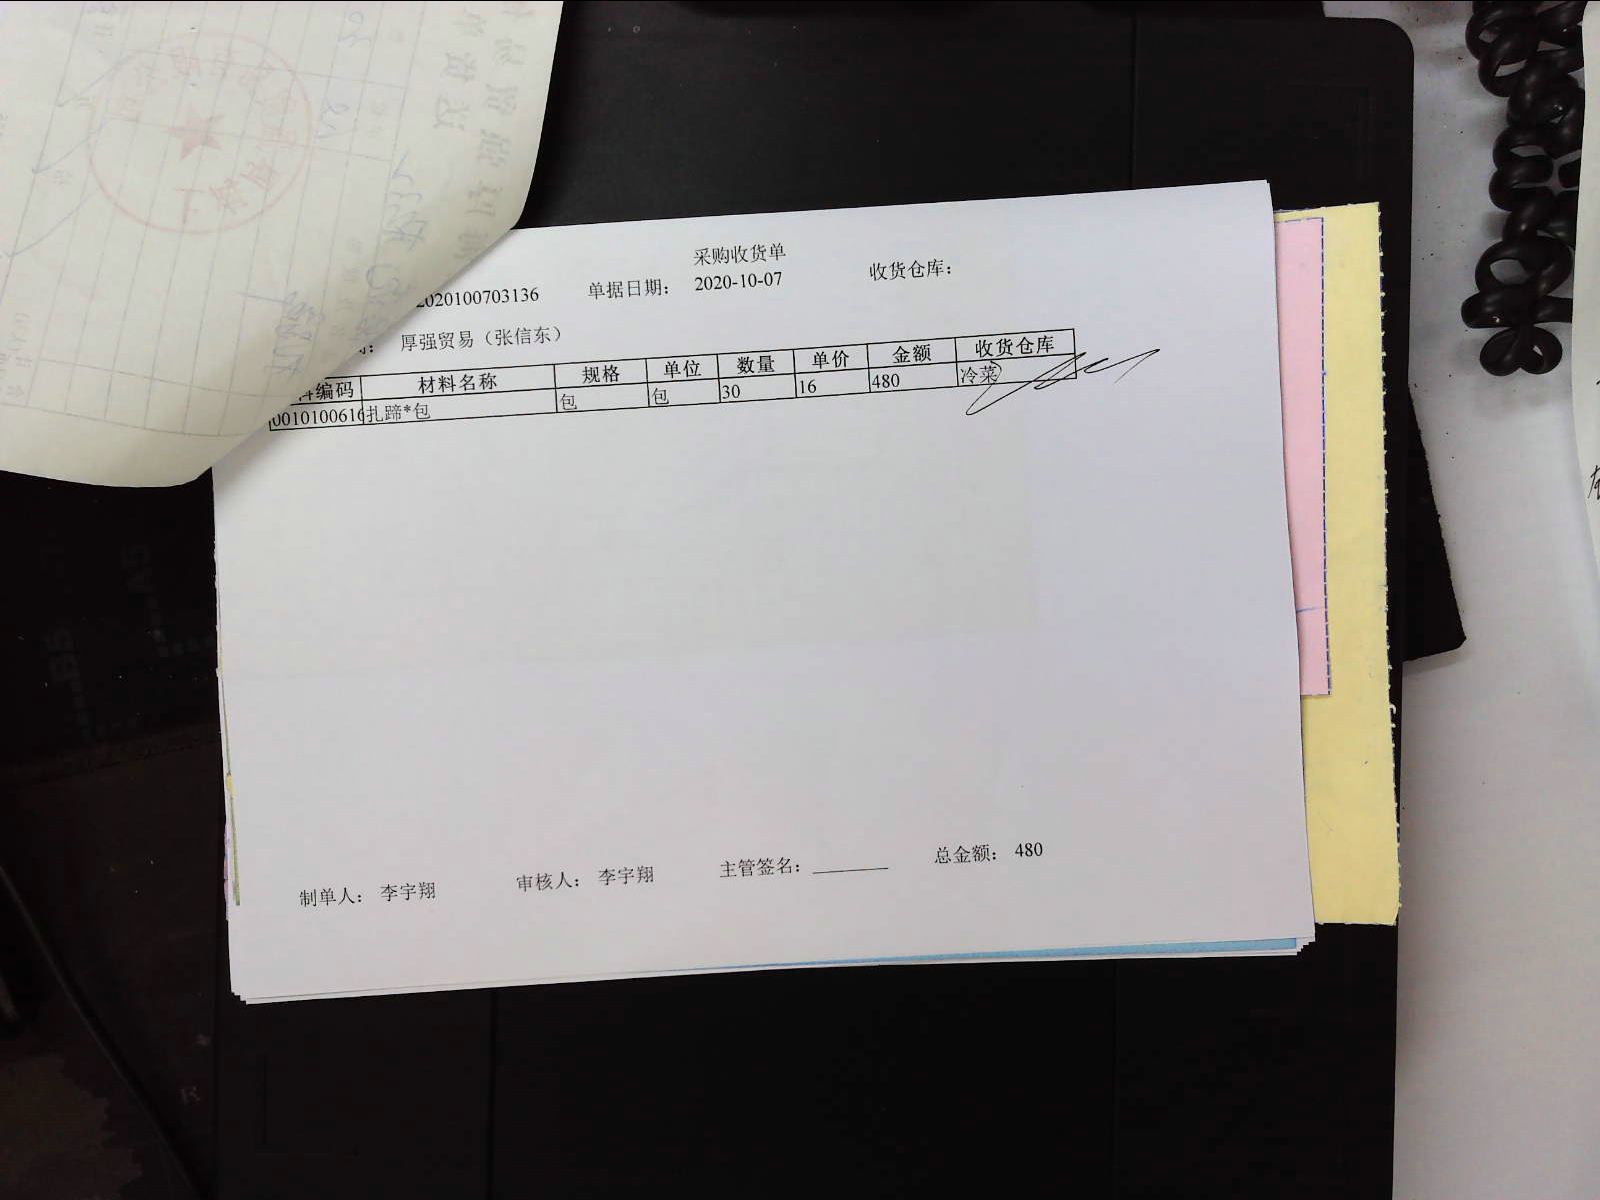 采购收货单
2020100703136 单据日期： 2020-10-07 收货仓库：
厚强贸易（张信东）
编码 材料名称 规格 单位 数量 单价 金额 收货仓库
0010100616 扎蹄*包 包 包 30 16 480 冷菜
制单人： 李宇翔 审核人： 李宇翔 主管签名： 总金额： 480